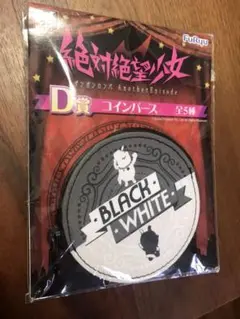 FuRyu
絶対絶望少女
ダンガンロンパ Another Episode
D賞 コインパース 全5種
BLACK
WHITE